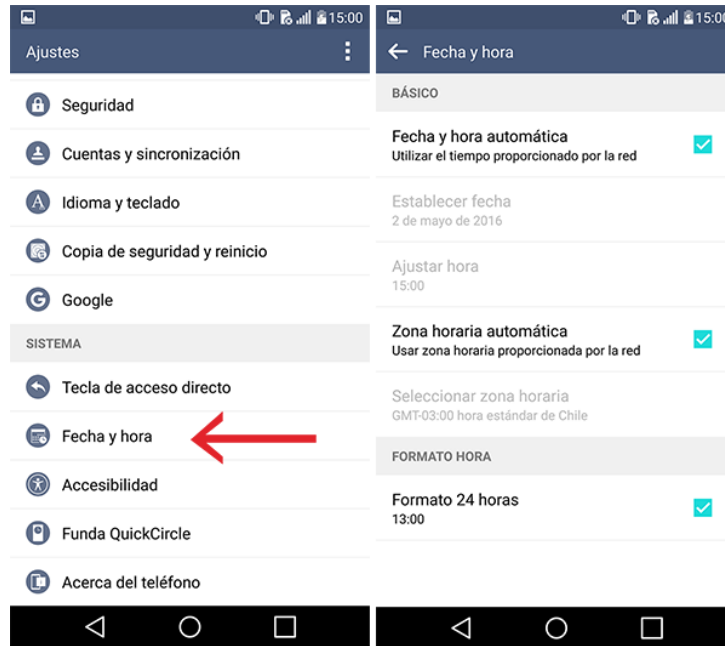 15:00
Ajustes
Seguridad
Cuentas y sincronización
Idioma y teclado
Copia de seguridad y reinicio
Google
SISTEMA
Tecla de acceso directo
Fecha y hora
Accesibilidad
Funda QuickCircle
Acerca del teléfono
15:00
Fecha y hora
BÁSICO
Fecha y hora automática
Utilizar el tiempo proporcionado por la red
Establecer fecha
2 de mayo de 2016
Ajustar hora
15:00
Zona horaria automática
Usar zona horaria proporcionada por la red
Seleccionar zona horaria
GMT-03:00 hora estándar de Chile
FORMATO HORA
Formato 24 horas
13:00